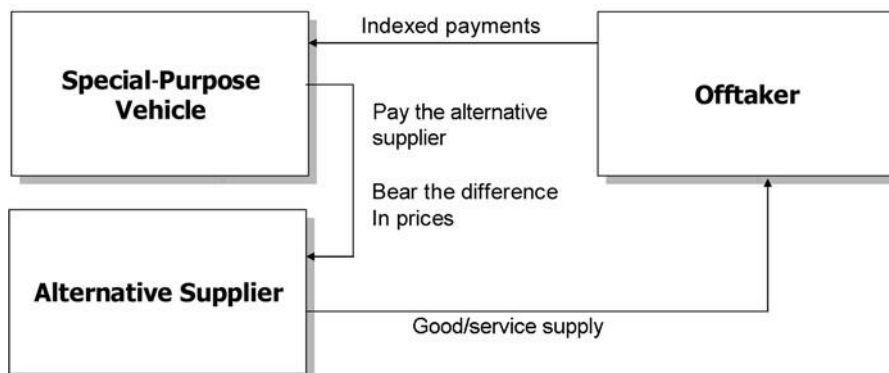 Indexed payments
Special-Purpose
Vehicle
Offtaker
Pay the alternative
supplier
Bear the difference
In prices
Alternative Supplier
Good/service supply